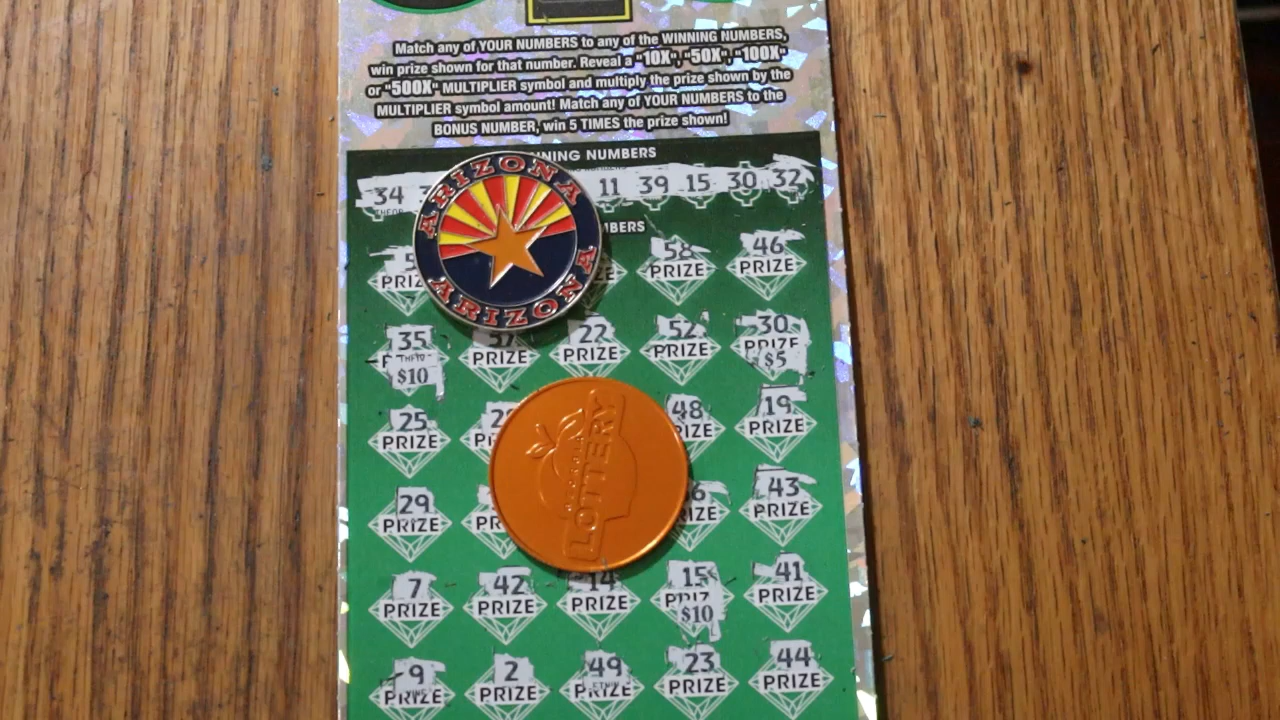 Match any of YOUR NUMBERS to any of the WINNING NUMBERS,
win prize shown for that number. Reveal a "10X", "50X", "100X"
or "500X" MULTIPLIER symbol and multiply the prize shown by the
MULTIPLIER symbol amount! Match any of YOUR NUMBERS to the
BONUS NUMBER, win 5 TIMES the prize shown!
NUMBERS
34 11 39 15 30 32
ARIZONA
ARIZONA
58 46
PRIZE PRIZE
35 37 22 52 30
PRIZE PRIZE PRIZE PRIZE
$10 $5
25 48 19
PRIZE PRIZE PRIZE
LOTTERY
29 43
PRIZE PRIZE PRIZE
7 42 14 15 41
PRIZE PRIZE PRIZE PRIZE
$10
9 2 49 23 44
PRIZE PRIZE PRIZE PRIZE PRIZE